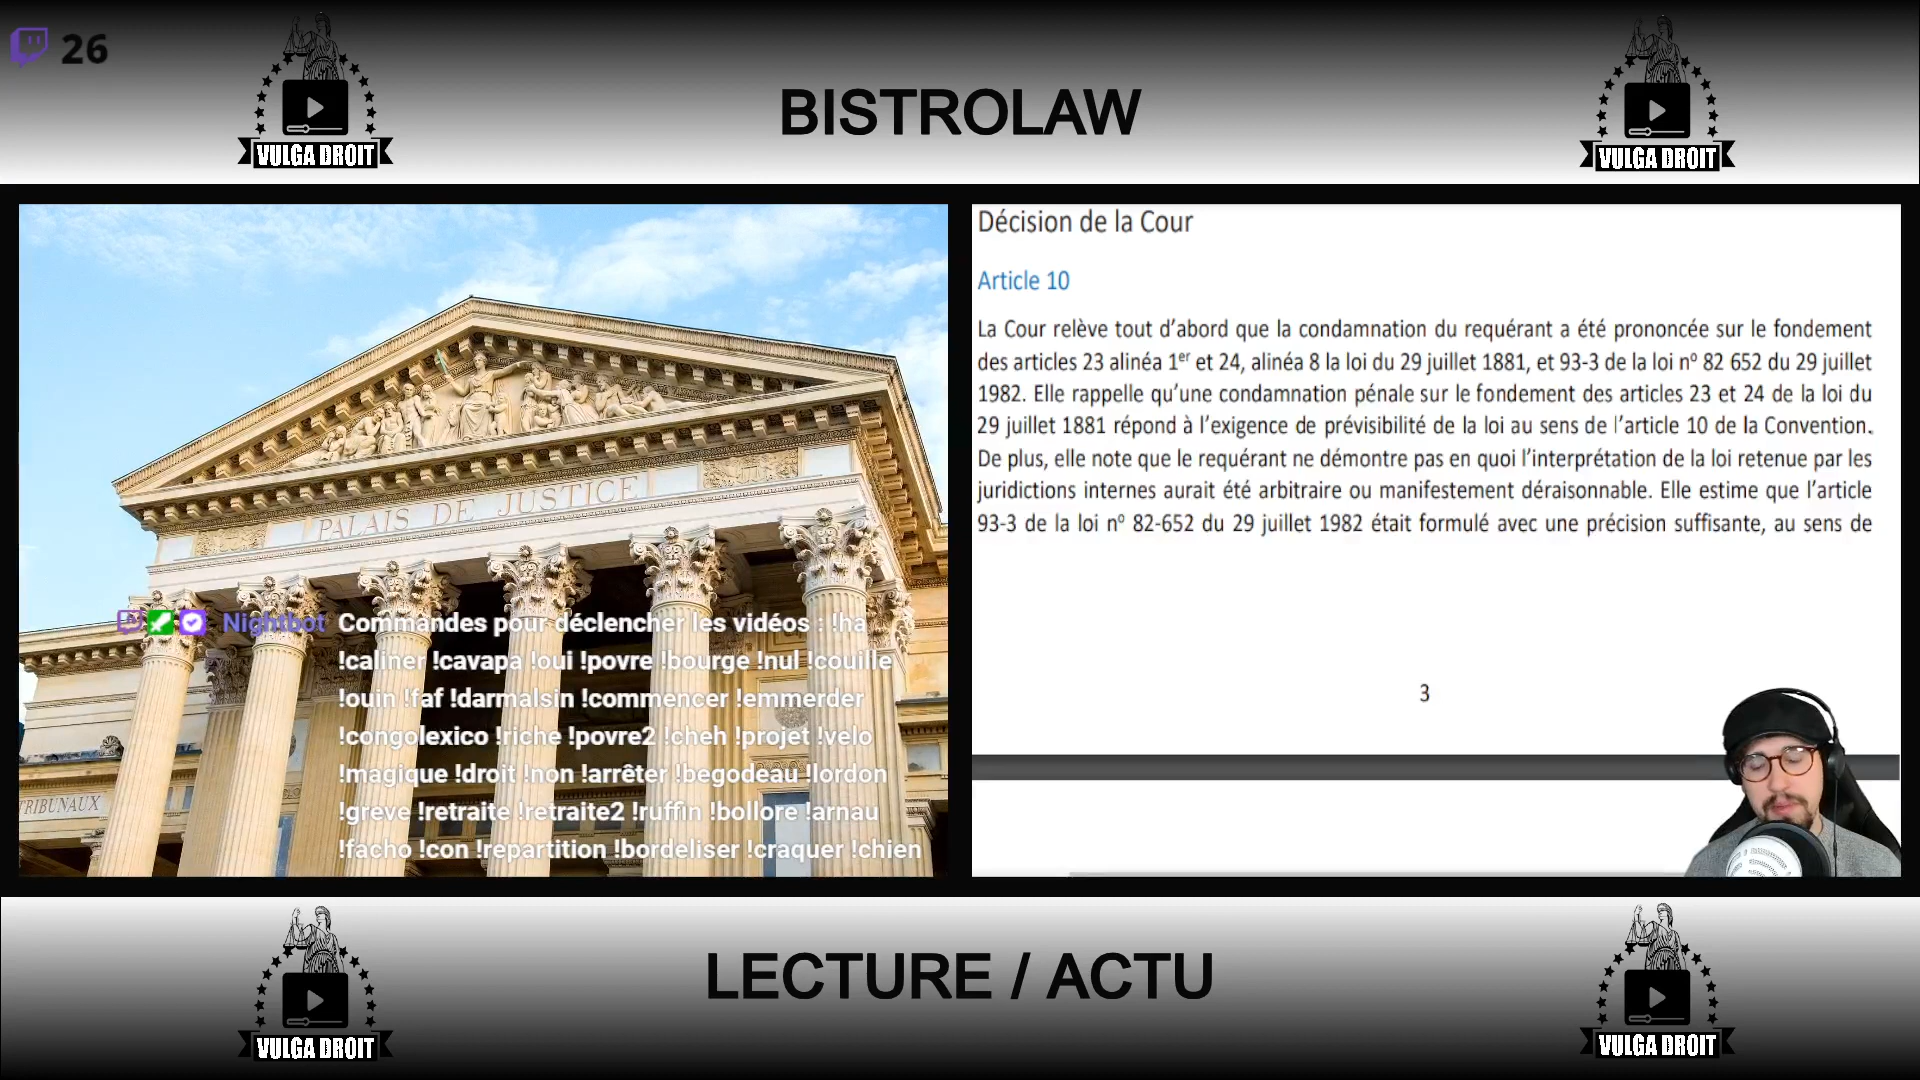 26
VULGA DROIT
BISTROLAW
VULGA DROIT
PALAIS DE JUSTICE
TRIBUNAUX
Nightbot Commandes pour déclencher les vidéos : !ha
!caliner !cavapa !oui !povre !bourge !nul !couille
!ouin !faf !darmalsin !commencer !emmerder
!congolexico !riche !povre2 !cheh !projet !velo
!magique !droit !non !arrêter !begodeau !lordon
!greve !retraite !retraite2 !ruffin !bollore !arnau
!facho !con !repartition !bordeliser !craquer !chien
Décision de la Cour
Article 10
La Cour relève tout d’abord que la condamnation du requérant a été prononcée sur le fondement
des articles 23 alinéa 1er et 24, alinéa 8 la loi du 29 juillet 1881, et 93-3 de la loi nº 82 652 du 29 juillet
1982. Elle rappelle qu’une condamnation pénale sur le fondement des articles 23 et 24 de la loi du
29 juillet 1881 répond à l’exigence de prévisibilité de la loi au sens de l’article 10 de la Convention.
De plus, elle note que le requérant ne démontre pas en quoi l’interprétation de la loi retenue par les
juridictions internes aurait été arbitraire ou manifestement déraisonnable. Elle estime que l’article
93-3 de la loi nº 82-652 du 29 juillet 1982 était formulé avec une précision suffisante, au sens de
3
VULGA DROIT
LECTURE / ACTU
VULGA DROIT